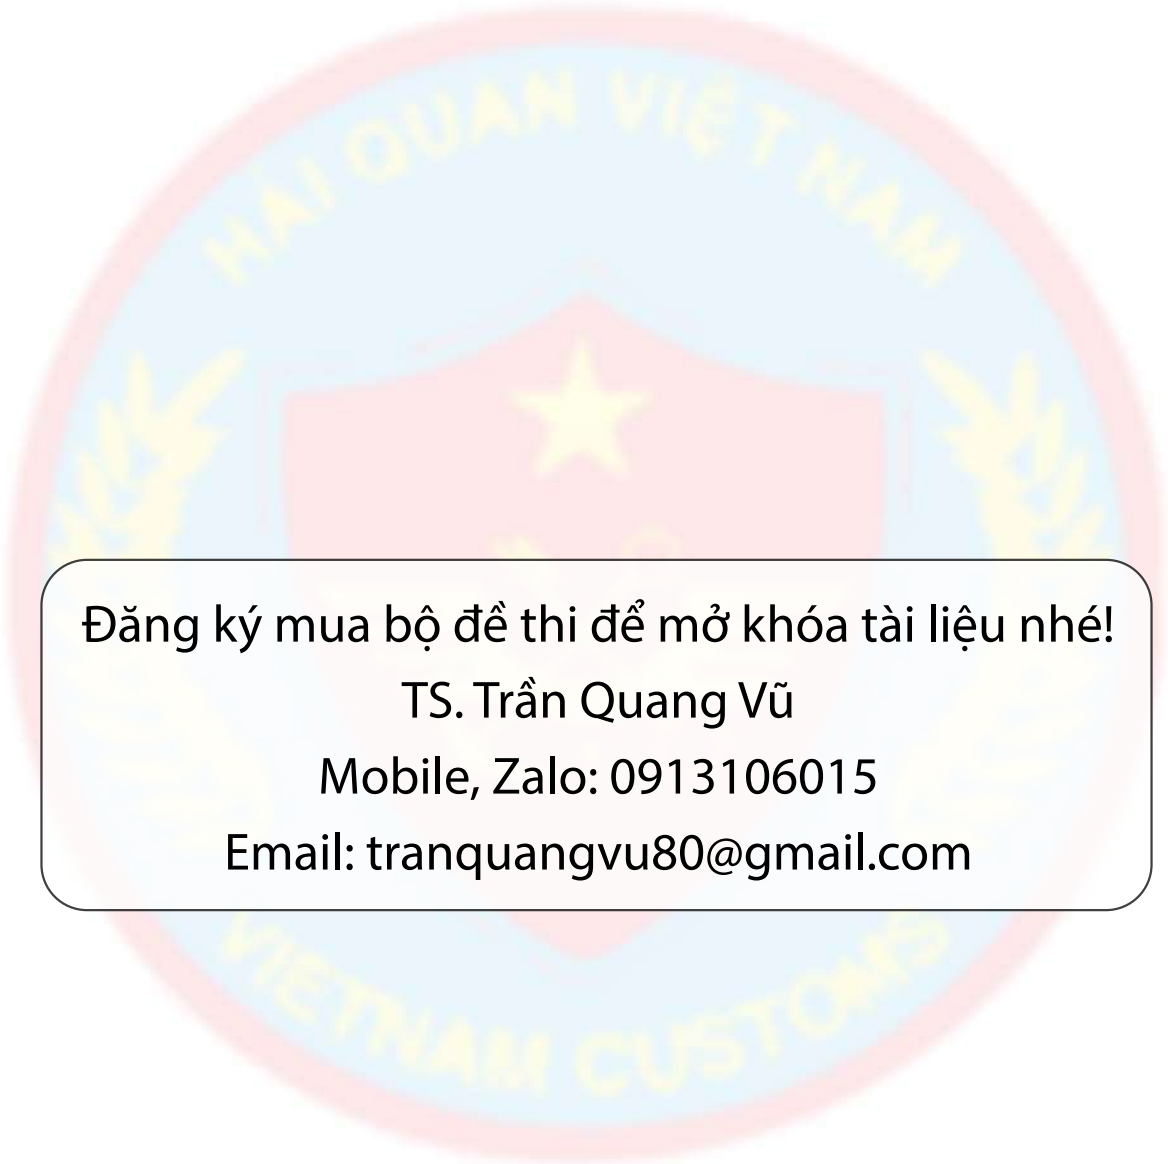 HẢI QUAN VIỆT NAM
Đăng ký mua bộ đề thi để mở khóa tài liệu nhé!
TS. Trần Quang Vũ
Mobile, Zalo: 0913106015
Email: tranquangvu80@gmail.com
VIETNAM CUSTOMS